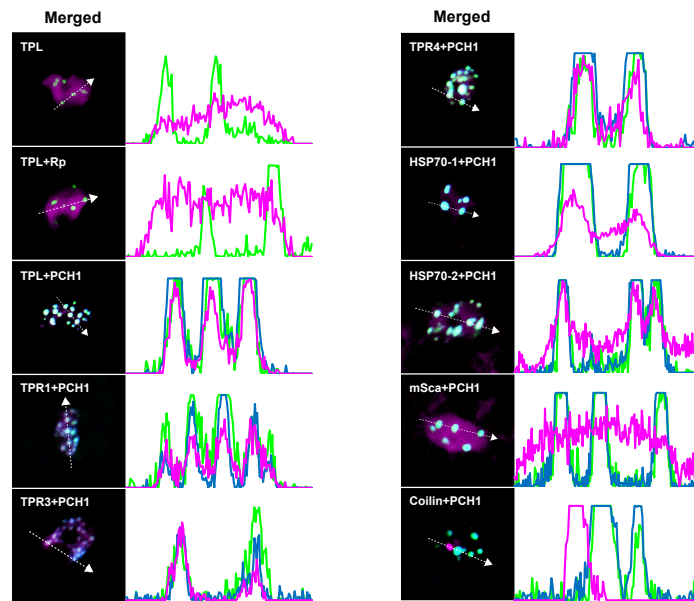 Merged
TPL
TPL+Rp
TPL+PCH1
TPR1+PCH1
TPR3+PCH1
Merged
TPR4+PCH1
HSP70-1+PCH1
HSP70-2+PCH1
mSca+PCH1
Coilin+PCH1